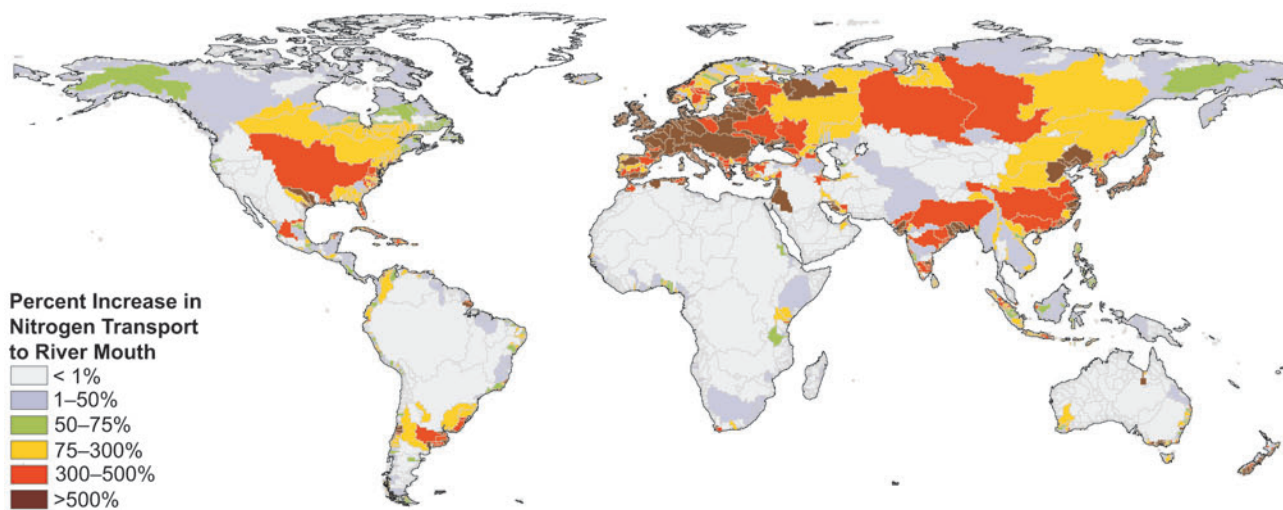 Percent Increase in
Nitrogen Transport
to River Mouth
< 1%
1–50%
50–75%
75–300%
300–500%
>500%